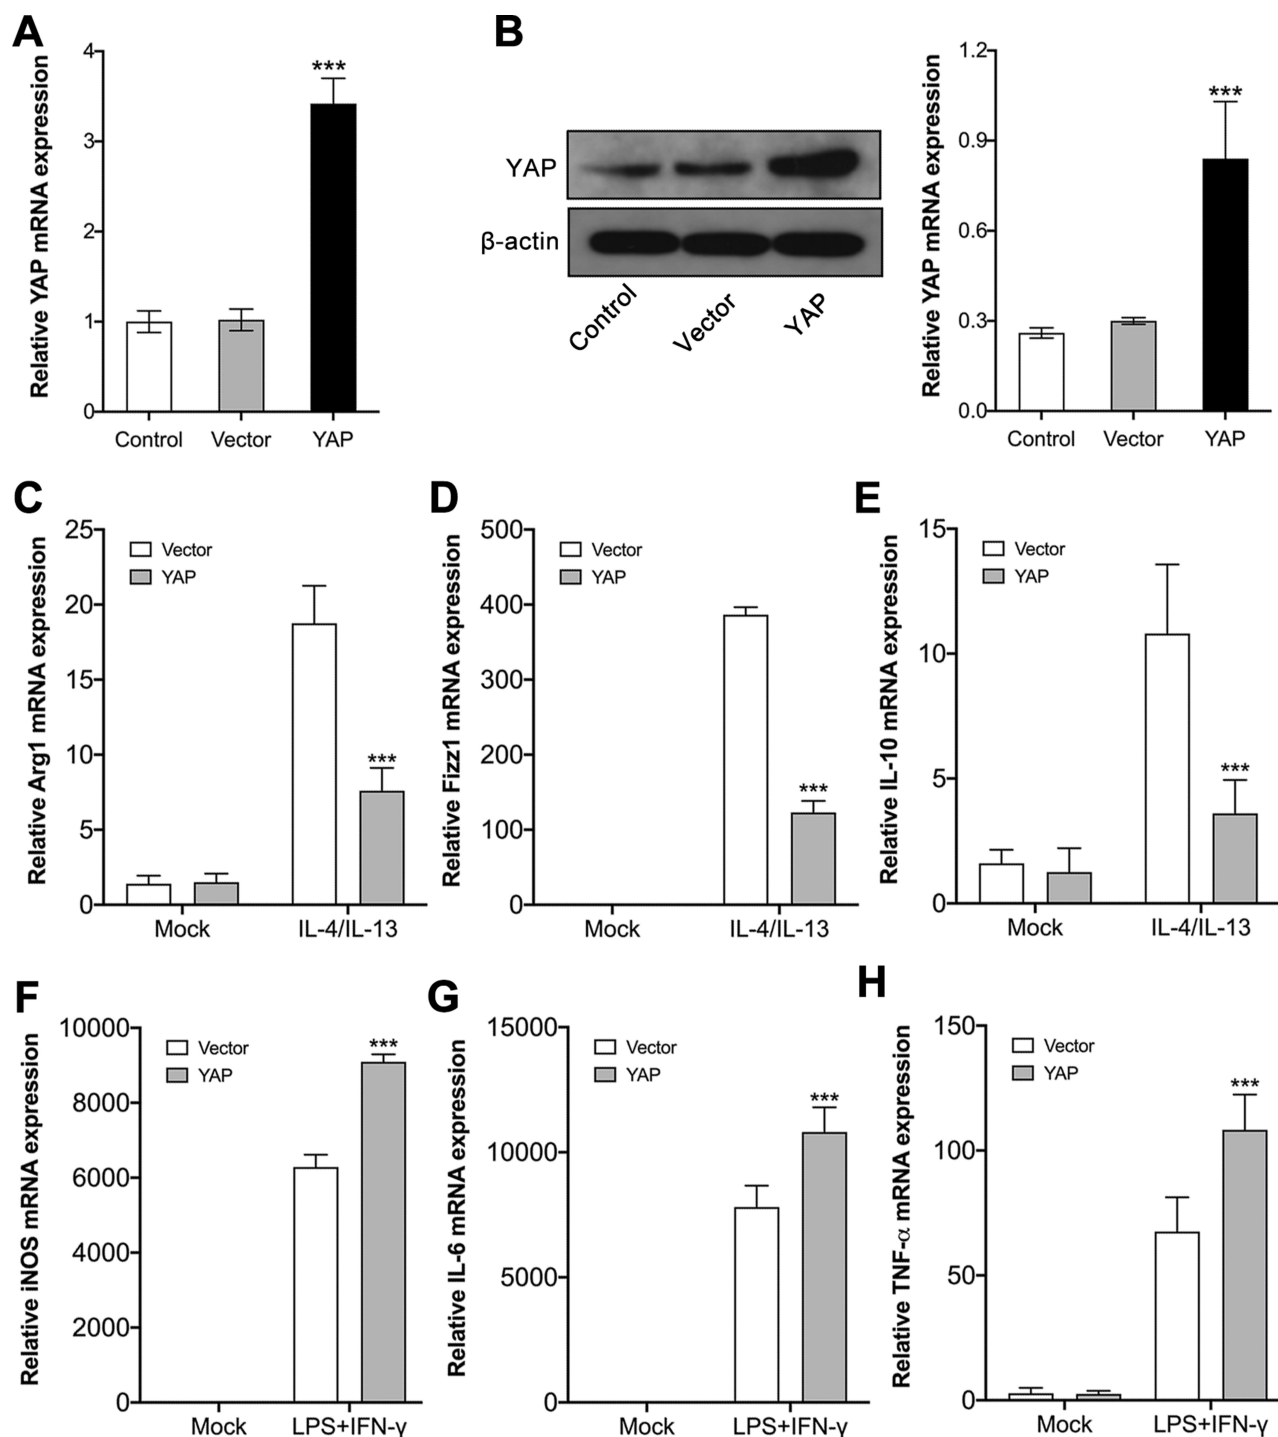 A
Relative YAP mRNA expression
4
3
2
1
0
***
Control
Vector
YAP
B
YAP
β-actin
Control
Vector
YAP
Relative YAP mRNA expression
1.2
0.9
0.6
0.3
0.0
***
Control
Vector
YAP
C
Relative Arg1 mRNA expression
25
20
15
10
5
0
Vector
YAP
***
Mock
IL-4/IL-13
D
Relative Fizz1 mRNA expression
500
400
300
200
100
0
Vector
YAP
***
Mock
IL-4/IL-13
E
Relative IL-10 mRNA expression
15
10
5
0
Vector
YAP
***
Mock
IL-4/IL-13
F
Relative iNOS mRNA expression
10000
8000
6000
4000
2000
0
Vector
YAP
***
Mock
LPS+IFN-γ
G
Relative IL-6 mRNA expression
15000
10000
5000
0
Vector
YAP
***
Mock
LPS+IFN-γ
H
Relative TNF-α mRNA expression
150
100
50
0
Vector
YAP
***
Mock
LPS+IFN-γ